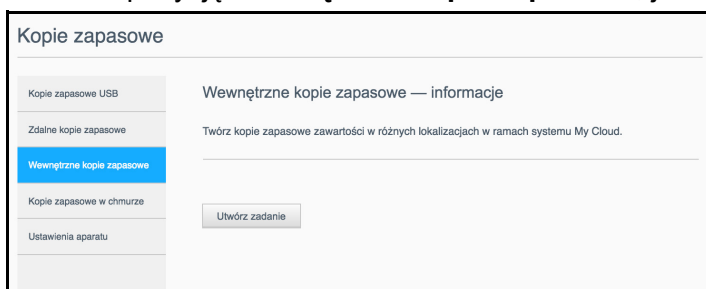 Kopie zapasowe
Kopie zapasowe USB
Zdalne kopie zapasowe
Wewnętrzne kopie zapasowe
Kopie zapasowe w chmurze
Ustawienia aparatu
Wewnętrzne kopie zapasowe — informacje
Twórz kopie zapasowe zawartości w różnych lokalizacjach w ramach systemu My Cloud.
Utwórz zadanie